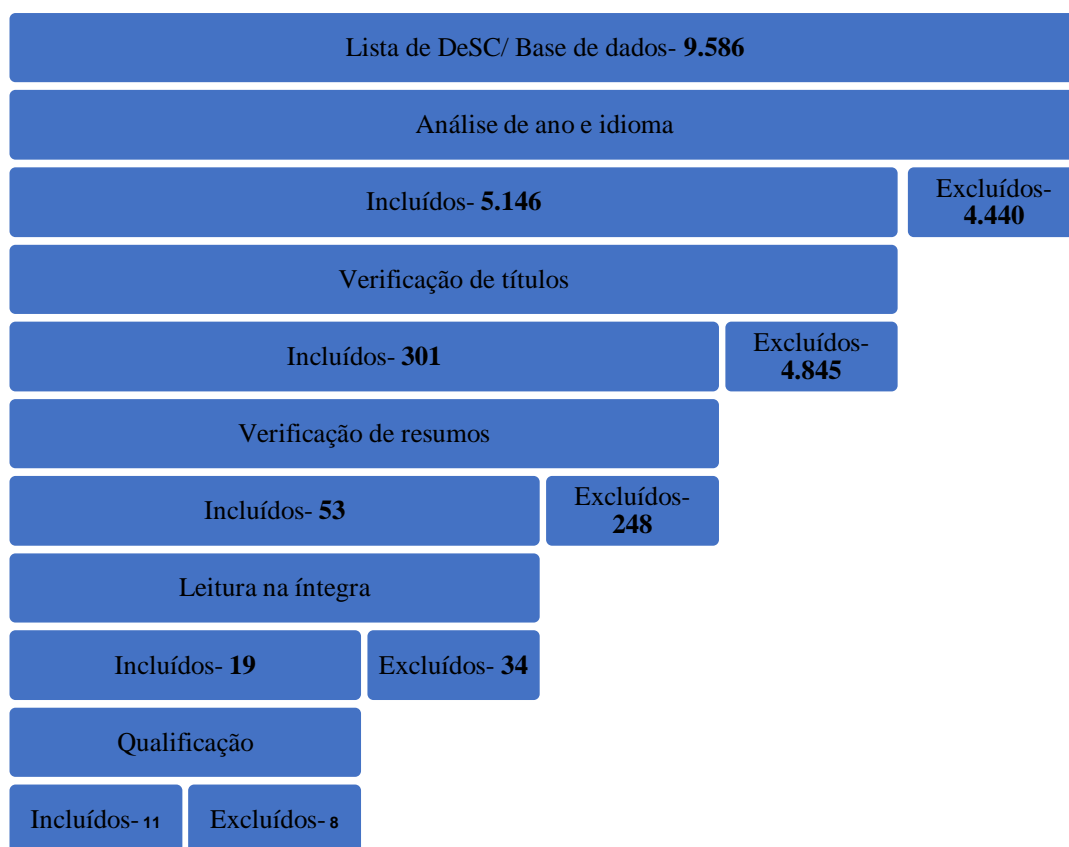 Lista de DeSC/ Base de dados- 9.586
Análise de ano e idioma
Incluídos- 5.146
Excluídos-
4.440
Verificação de títulos
Incluídos- 301
Excluídos-
4.845
Verificação de resumos
Incluídos- 53
Excluídos-
248
Leitura na íntegra
Incluídos- 19
Excluídos- 34
Qualificação
Incluídos- 11
Excluídos- 8